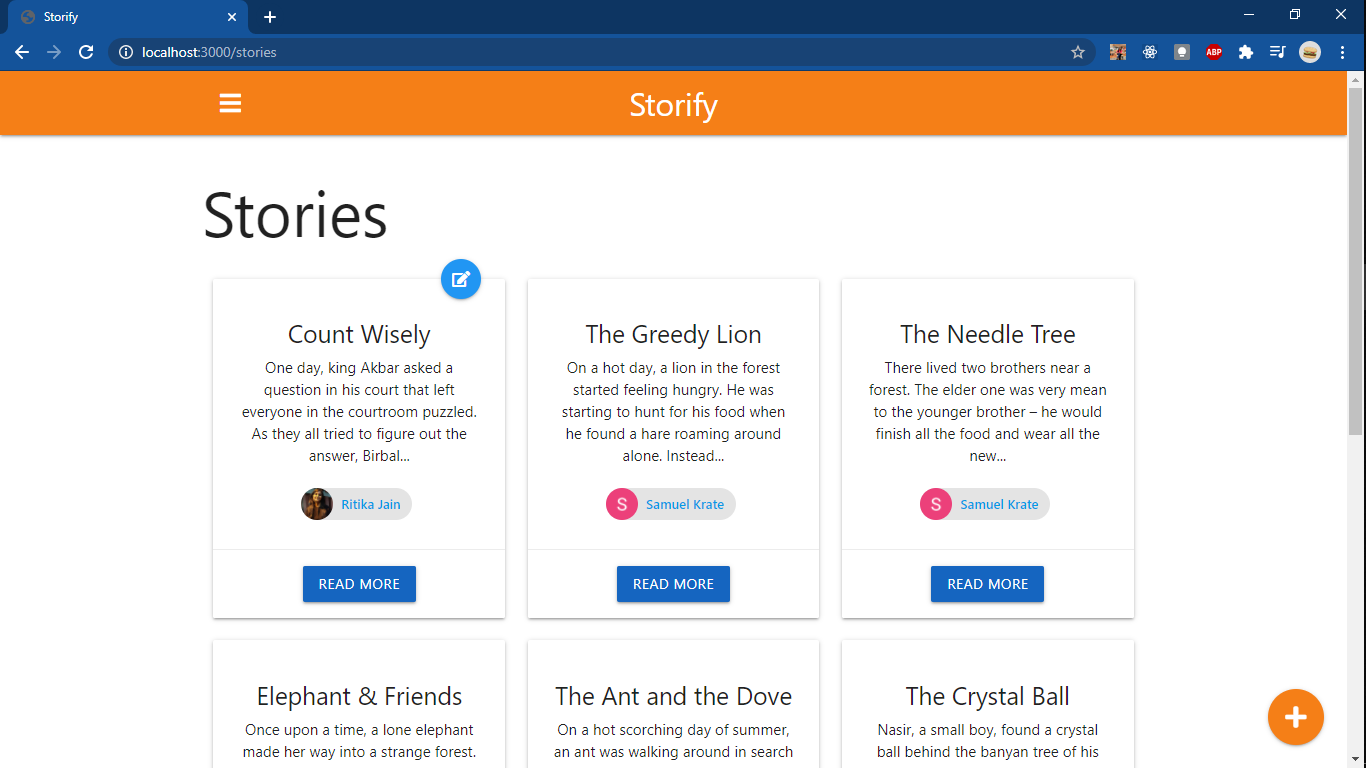 Storify
localhost:3000/stories
ABP
Storify
Stories
Count Wisely
One day, king Akbar asked a
question in his court that left
everyone in the courtroom puzzled.
As they all tried to figure out the
answer, Birbal...
Ritika Jain
READ MORE
The Greedy Lion
On a hot day, a lion in the forest
started feeling hungry. He was
starting to hunt for his food when
he found a hare roaming around
alone. Instead...
S
Samuel Krate
READ MORE
The Needle Tree
There lived two brothers near a
forest. The elder one was very mean
to the younger brother – he would
finish all the food and wear all the
new...
S
Samuel Krate
READ MORE
Elephant & Friends
Once upon a time, a lone elephant
made her way into a strange forest.
The Ant and the Dove
On a hot scorching day of summer,
an ant was walking around in search
The Crystal Ball
Nasir, a small boy, found a crystal
ball behind the banyan tree of his